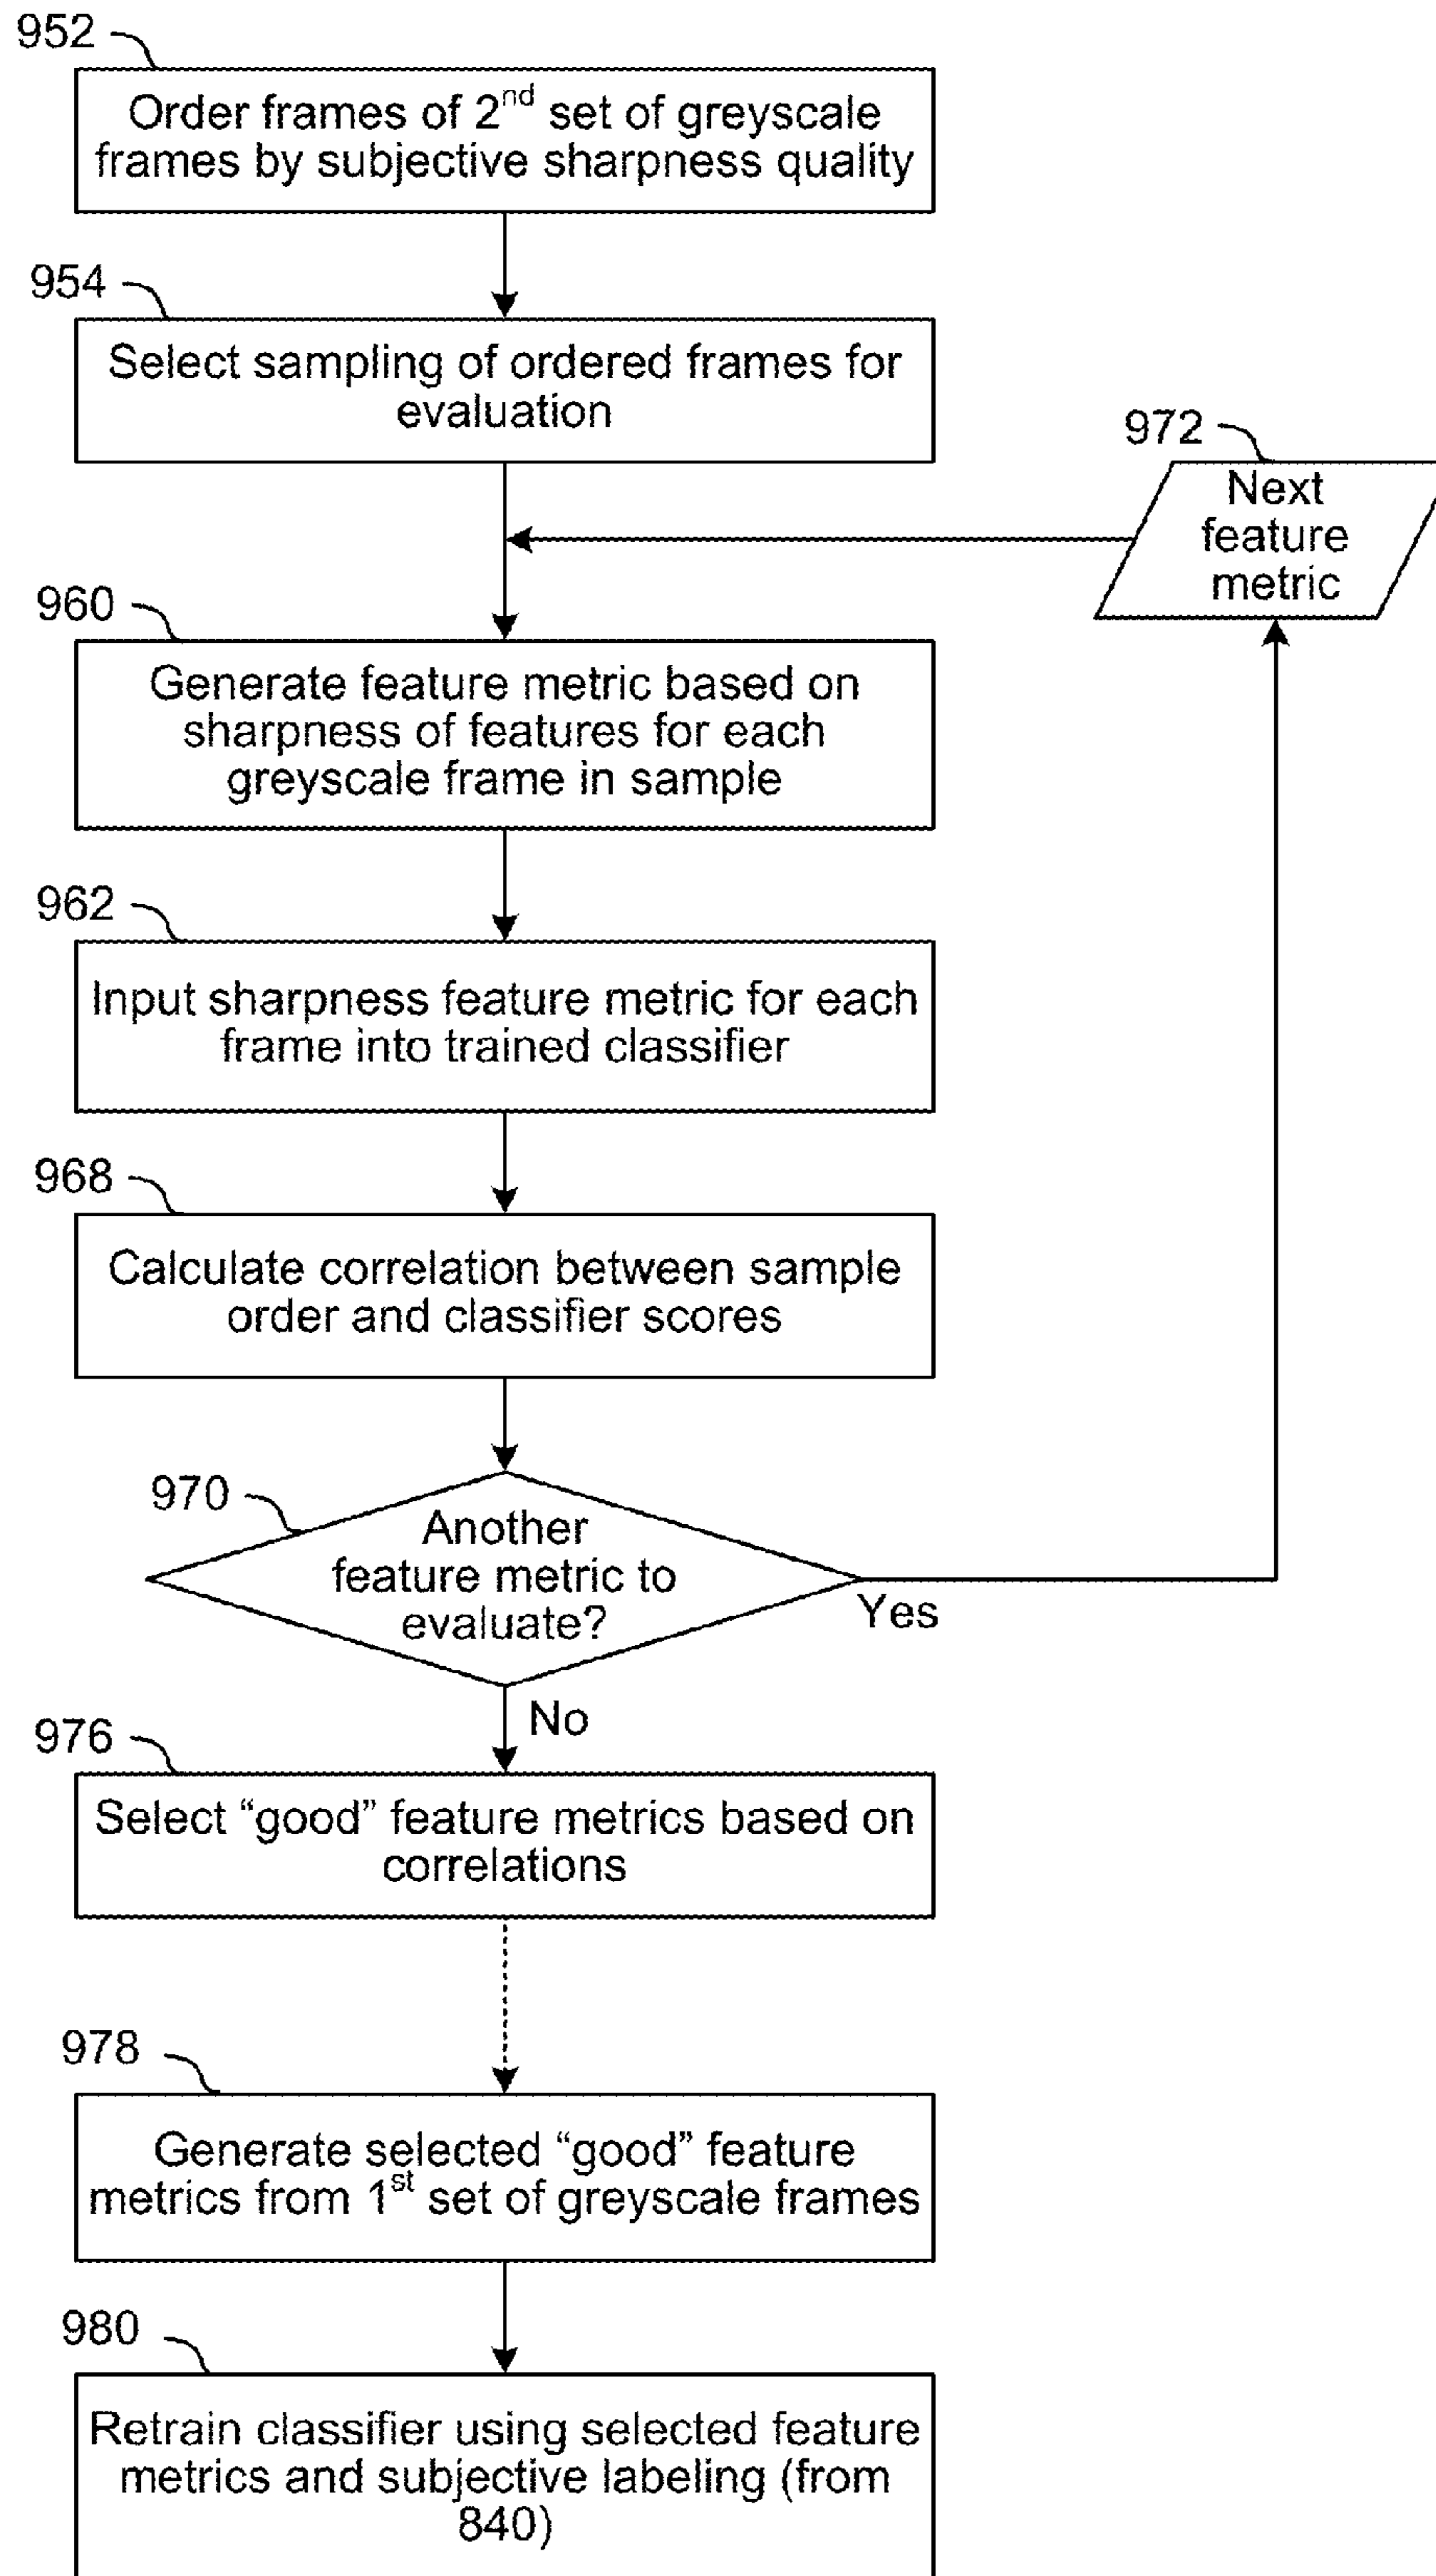 952
Order frames of 2nd set of greyscale
frames by subjective sharpness quality
954
Select sampling of ordered frames for
evaluation
972
Next
feature
metric
960
Generate feature metric based on
sharpness of features for each
greyscale frame in sample
962
Input sharpness feature metric for each
frame into trained classifier
968
Calculate correlation between sample
order and classifier scores
970
Another
feature metric to
evaluate?
Yes
No
976
Select “good” feature metrics based on
correlations
978
Generate selected “good” feature
metrics from 1st set of greyscale frames
980
Retrain classifier using selected feature
metrics and subjective labeling (from
840)